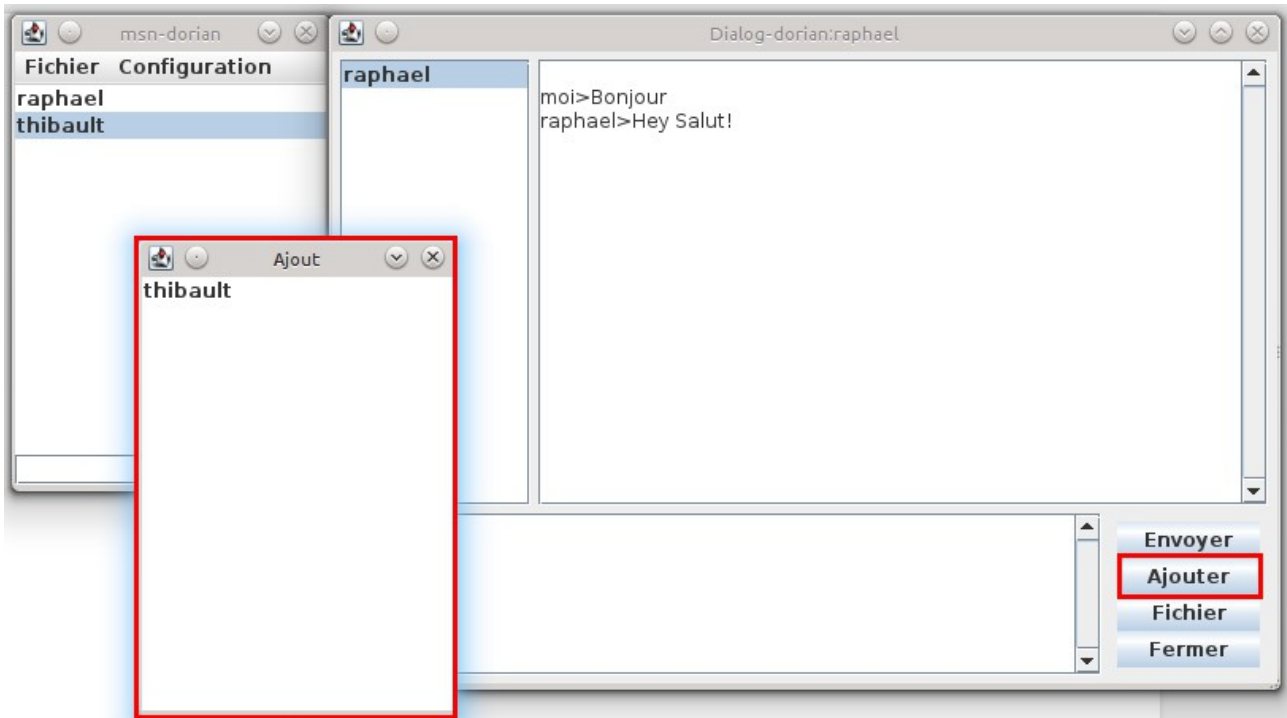 msn-dorian
Fichier Configuration
raphael
thibault
Dialog-dorian:raphael
raphael
moi>Bonjour
raphael>Hey Salut!
Ajout
thibault
Envoyer
Ajouter
Fichier
Fermer